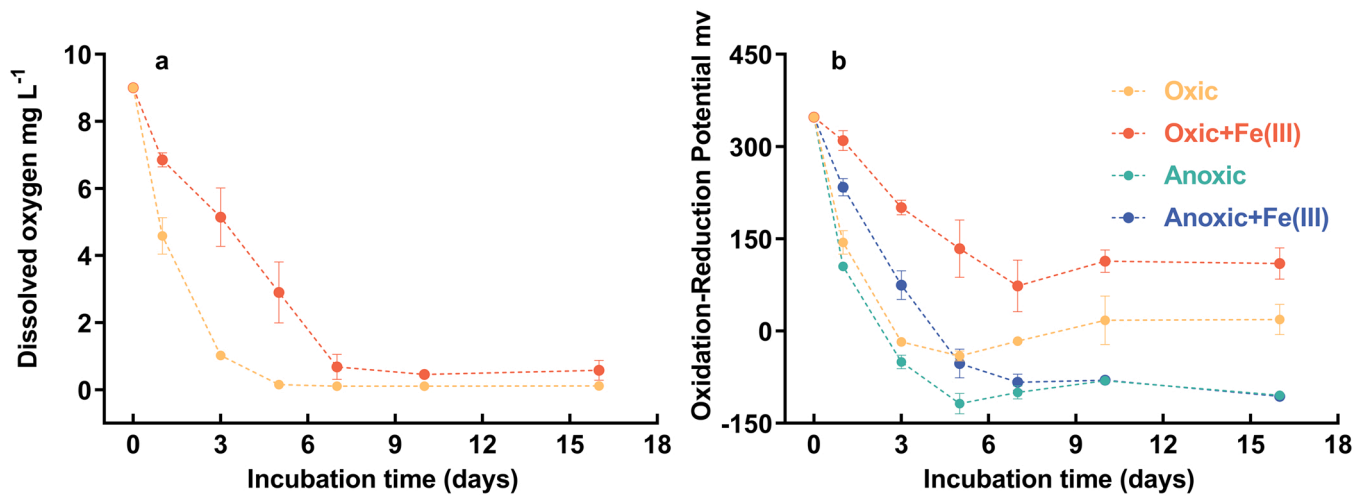 a
Dissolved oxygen mg L-1
10
8
6
4
2
0
0 3 6 9 12 15 18
Incubation time (days)
b
Oxidation-Reduction Potential mv
450
300
150
0
-150
Oxic
Oxic+Fe(III)
Anoxic
Anoxic+Fe(III)
0 3 6 9 12 15 18
Incubation time (days)